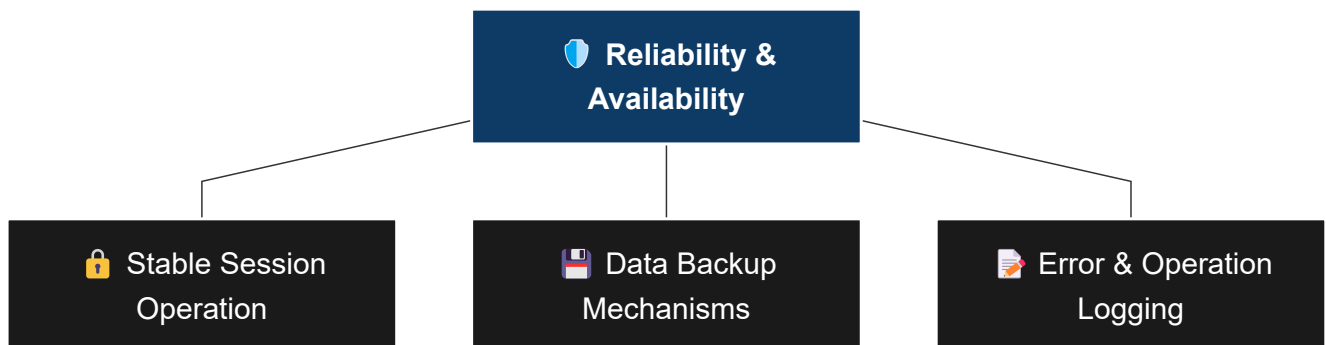 Reliability &
Availability
Stable Session
Operation
Data Backup
Mechanisms
Error & Operation
Logging